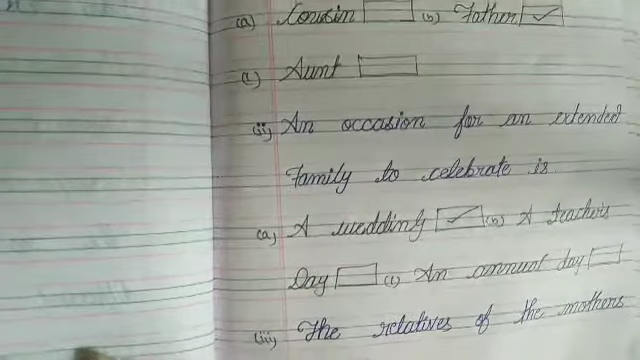 (a) Cousin (b) Father ✓
(c) Aunt
(ii) An occasion for an extended
Family to celebrate is
(a) A wedding ✓ (b) A teachers
Day (c) An annual day
(iii) The relatives of the mothers